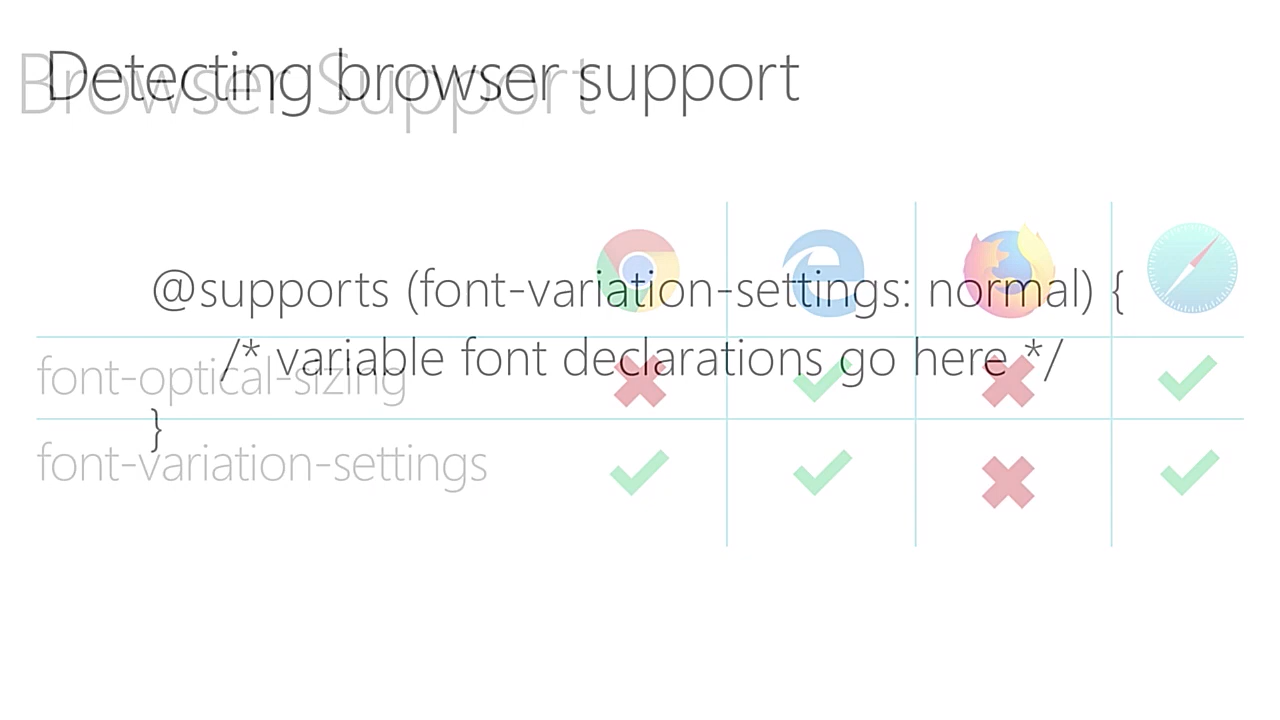 Detecting browser support
Browser Support
@supports (font-variation-settings: normal) {
/* variable font declarations go here */
}
font-optical-sizing
font-variation-settings